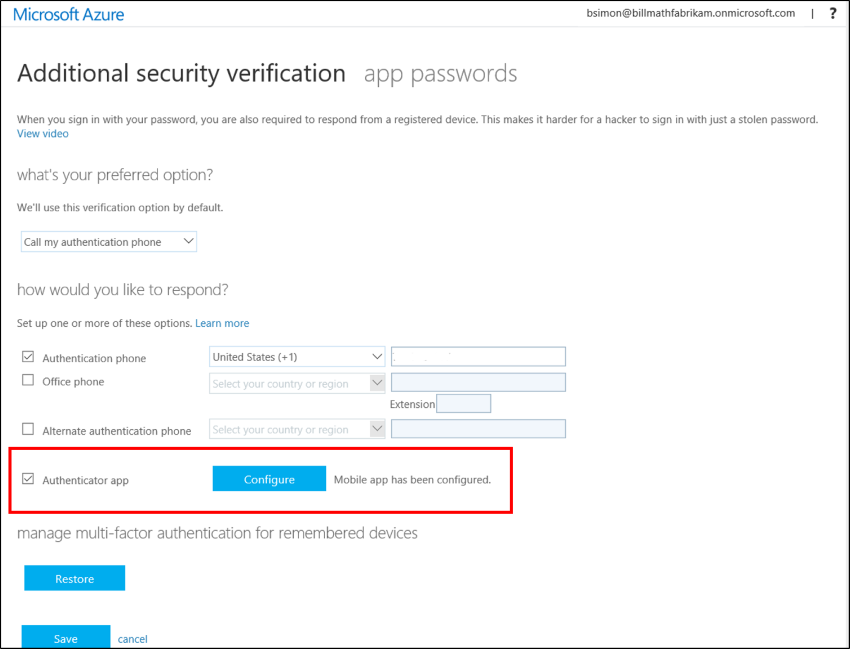 Microsoft Azure bsimon@billmathfabrikam.onmicrosoft.com | ?
Additional security verification app passwords
When you sign in with your password, you are also required to respond from a registered device. This makes it harder for a hacker to sign in with just a stolen password.
View video
what's your preferred option?
We'll use this verification option by default.
Call my authentication phone
how would you like to respond?
Set up one or more of these options. Learn more
Authentication phone United States (+1)
Office phone Select your country or region
Extension
Alternate authentication phone Select your country or region
Authenticator app Configure Mobile app has been configured.
manage multi-factor authentication for remembered devices
Restore
Save cancel